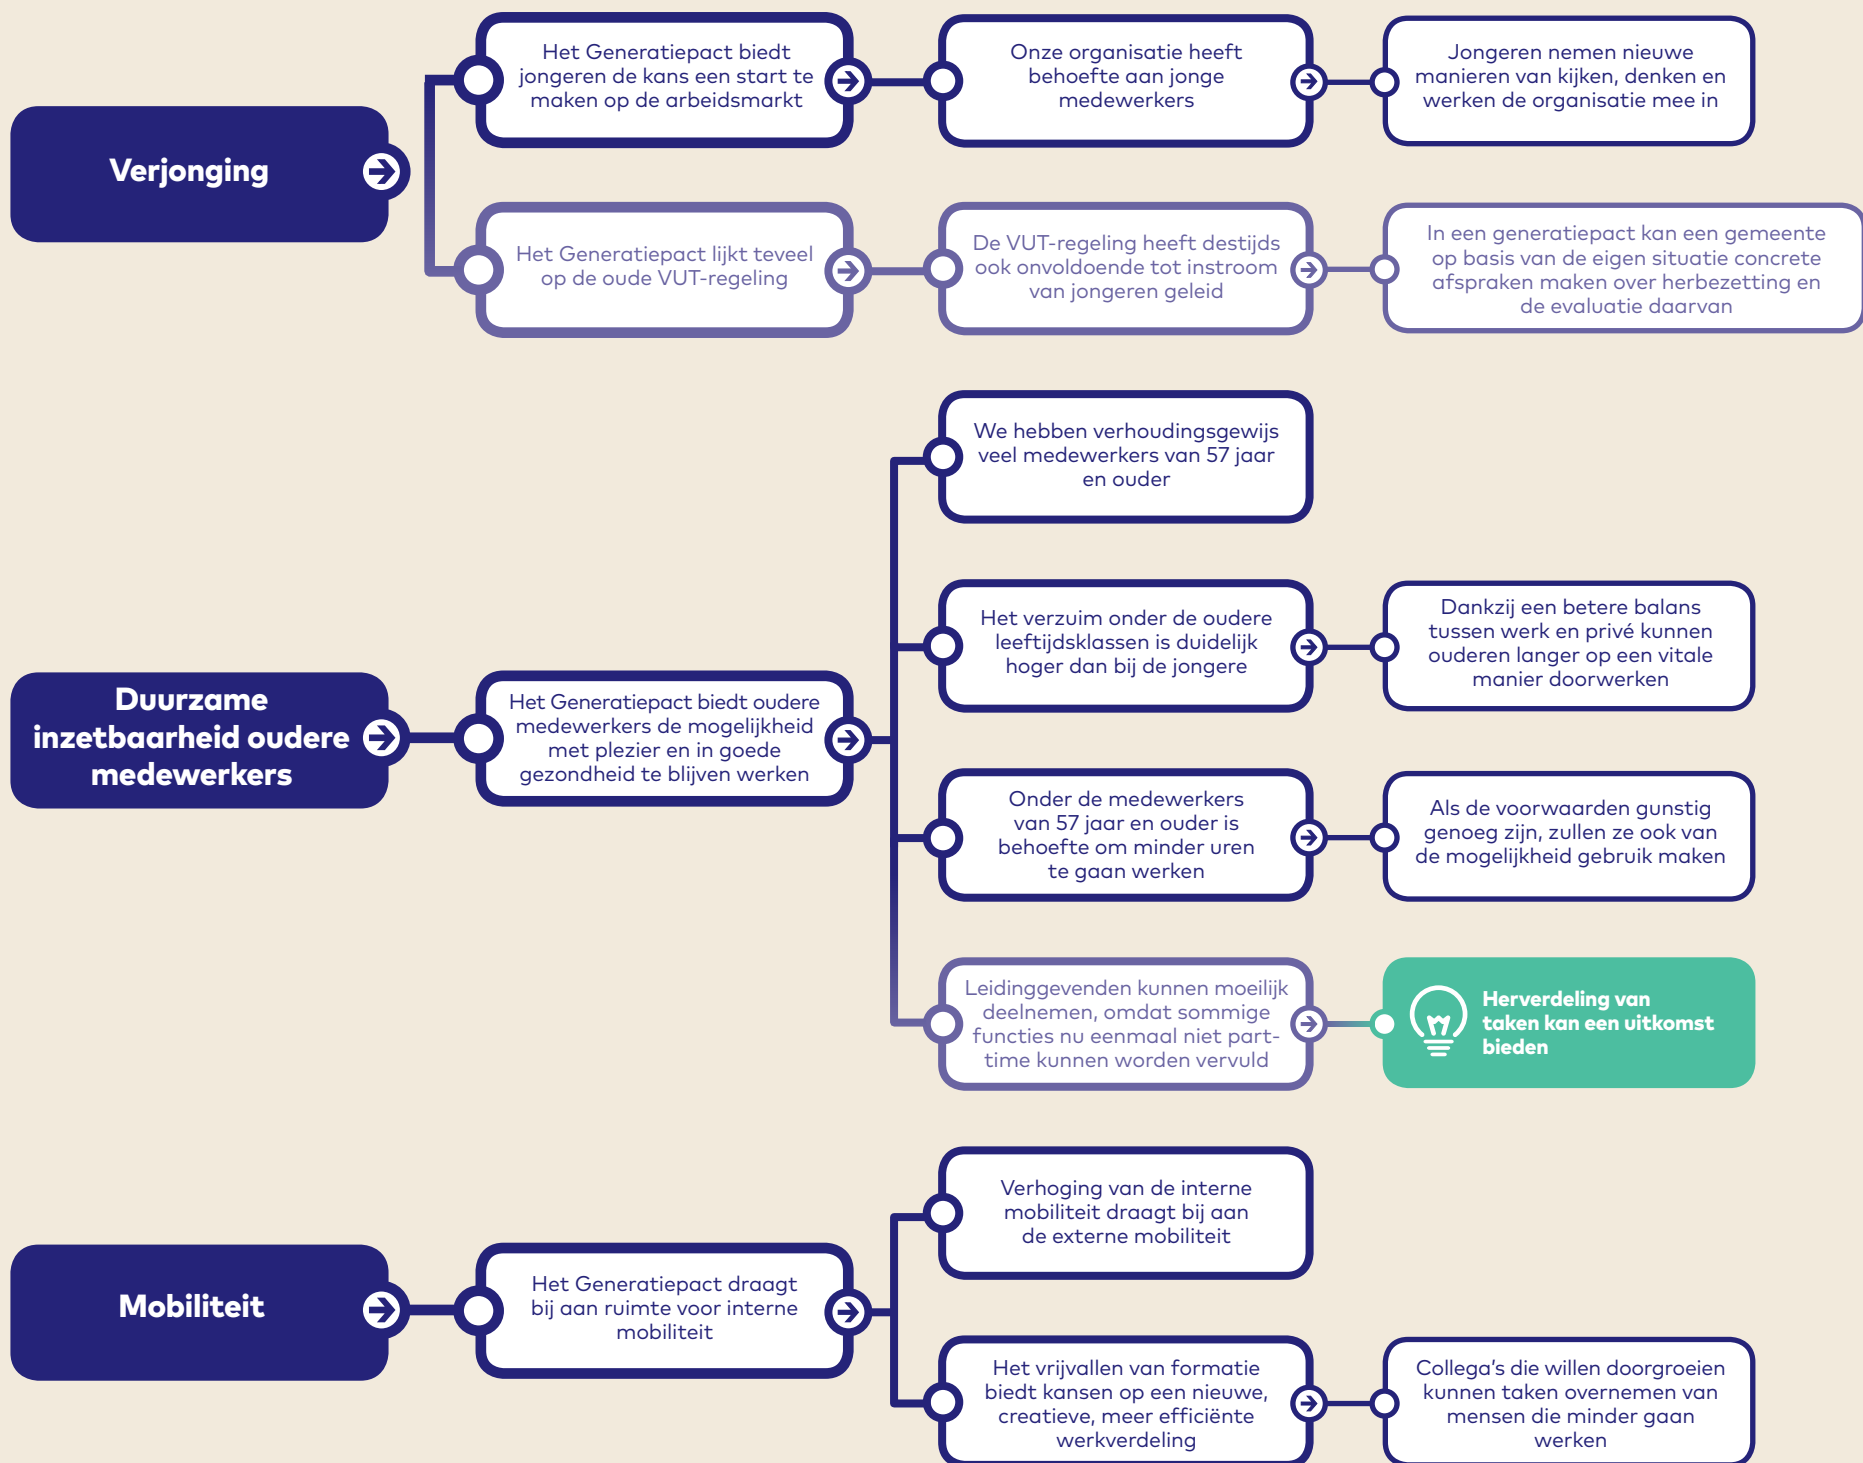 Verjonging
Het Generatiepact biedt
jongeren de kans een start te
maken op de arbeidsmarkt
Onze organisatie heeft
behoefte aan jonge
medewerkers
Jongeren nemen nieuwe
manieren van kijken, denken en
werken de organisatie mee in
Het Generatiepact lijkt teveel
op de oude VUT-regeling
De VUT-regeling heeft destijds
ook onvoldoende tot instroom
van jongeren geleid
In een generatiepact kan een gemeente
op basis van de eigen situatie concrete
afspraken maken over herbezetting en
de evaluatie daarvan
Duurzame
inzetbaarheid oudere
medewerkers
Het Generatiepact biedt oudere
medewerkers de mogelijkheid
met plezier en in goede
gezondheid te blijven werken
We hebben verhoudingsgewijs
veel medewerkers van 57 jaar
en ouder
Het verzuim onder de oudere
leeftijdsklassen is duidelijk
hoger dan bij de jongere
Dankzij een betere balans
tussen werk en privé kunnen
ouderen langer op een vitale
manier doorwerken
Onder de medewerkers
van 57 jaar en ouder is
behoefte om minder uren
te gaan werken
Als de voorwaarden gunstig
genoeg zijn, zullen ze ook van
de mogelijkheid gebruik maken
Leidinggevenden kunnen moeilijk
deelnemen, omdat sommige
functies nu eenmaal niet part-
time kunnen worden vervuld
Herverdeling van
taken kan een uitkomst
bieden
Mobiliteit
Het Generatiepact draagt
bij aan ruimte voor interne
mobiliteit
Verhoging van de interne
mobiliteit draagt bij aan
de externe mobiliteit
Het vrijvallen van formatie
biedt kansen op een nieuwe,
creatieve, meer efficiënte
werkverdeling
Collega's die willen doorgroeien
kunnen taken overnemen van
mensen die minder gaan
werken